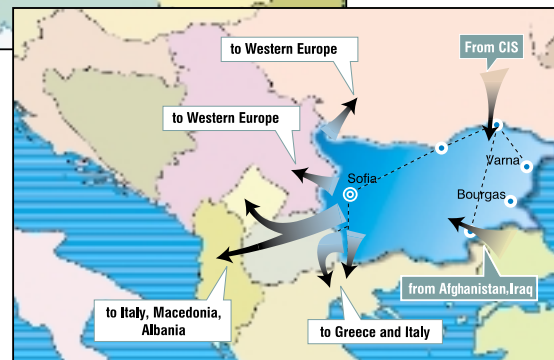 to Western Europe
From CIS
to Western Europe
Varna
Sofia
Bourgas
from Afghanistan,Iraq
to Italy, Macedonia,
Albania
to Greece and Italy